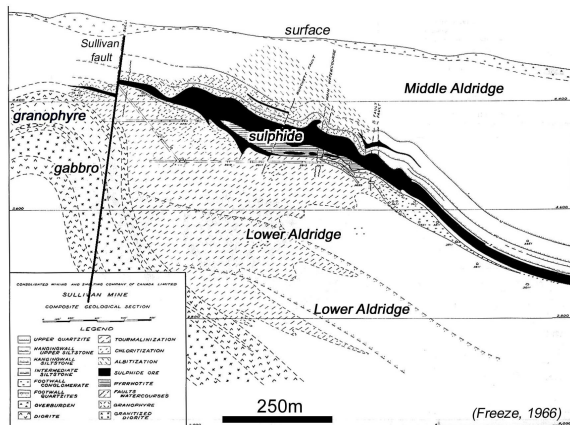 surface
Sullivan
fault
Middle Aldridge
granophyre
sulphide
gabbro
Lower Aldridge
Lower Aldridge
CONSOLIDATED MINING AND SMELTING COMPANY OF CANADA LIMITED
SULLIVAN MINE
COMPOSITE GEOLOGICAL SECTION
LEGEND
UPPER QUARTZITE
HANGINGWALL
UPPER SILTSTONE
HANGINGWALL
SILTSTONE
INTERMEDIATE
SILTSTONE
FOOTWALL
CONGLOMERATE
FOOTWALL
QUARTZITES
OVERBURDEN
DIORITE
TOURMALINIZATION
CHLORITIZATION
ALBITIZATION
SULPHIDE ORE
PYRRHOTITE
FAULTS
WATERCOURSES
GRANOPHYRE
GRANITIZED
DIORITE
250m
(Freeze, 1966)